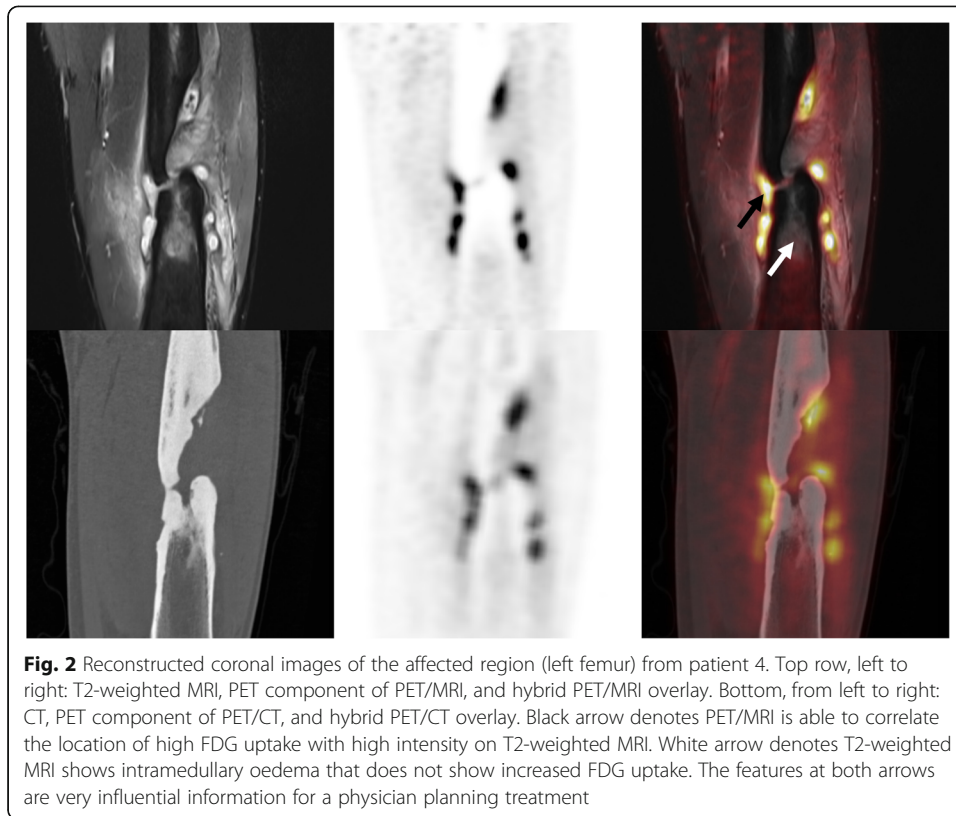 Fig. 2 Reconstructed coronal images of the affected region (left femur) from patient 4. Top row, left to
right: T2-weighted MRI, PET component of PET/MRI, and hybrid PET/MRI overlay. Bottom, from left to right:
CT, PET component of PET/CT, and hybrid PET/CT overlay. Black arrow denotes PET/MRI is able to correlate
the location of high FDG uptake with high intensity on T2-weighted MRI. White arrow denotes T2-weighted
MRI shows intramedullary oedema that does not show increased FDG uptake. The features at both arrows
are very influential information for a physician planning treatment